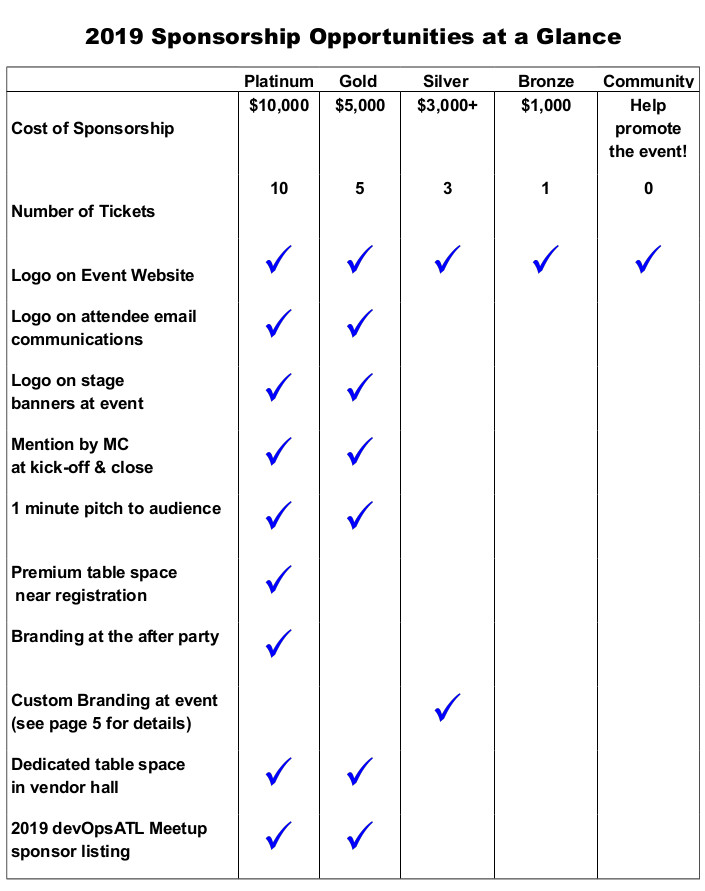 2019 Sponsorship Opportunities at a Glance
Platinum Gold Silver Bronze Community
Cost of Sponsorship $10,000 $5,000 $3,000+ $1,000 Help
promote
the event!
Number of Tickets 10 5 3 1 0
Logo on Event Website ✓ ✓ ✓ ✓ ✓
Logo on attendee email
communications ✓ ✓
Logo on stage
banners at event ✓ ✓
Mention by MC
at kick-off & close ✓ ✓
1 minute pitch to audience ✓ ✓
Premium table space
near registration ✓
Branding at the after party ✓
Custom Branding at event
(see page 5 for details) ✓
Dedicated table space
in vendor hall ✓ ✓
2019 devOpsATL Meetup
sponsor listing ✓ ✓